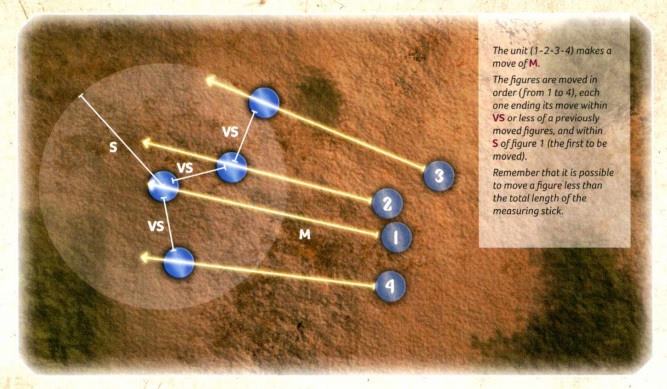 The unit (1-2-3-4) makes a
move of M.
The figures are moved in
order (from 1 to 4), each
one ending its move within
VS or less of a previously
moved figures, and within
S of figure 1 (the first to be
moved).
Remember that it is possible
to move a figure less than
the total length of the
measuring stick.
VS
S
VS
3
2
VS
M
1
4